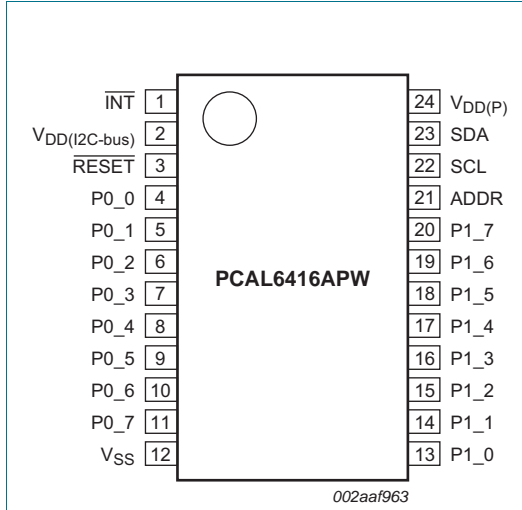 INT 1 24 VDD(P)
VDD(I2C-bus) 2 23 SDA
RESET 3 22 SCL
P0_0 4 21 ADDR
P0_1 5 20 P1_7
P0_2 6 19 P1_6
P0_3 7 PCAL6416APW 18 P1_5
P0_4 8 17 P1_4
P0_5 9 16 P1_3
P0_6 10 15 P1_2
P0_7 11 14 P1_1
VSS 12 13 P1_0
002aaf963